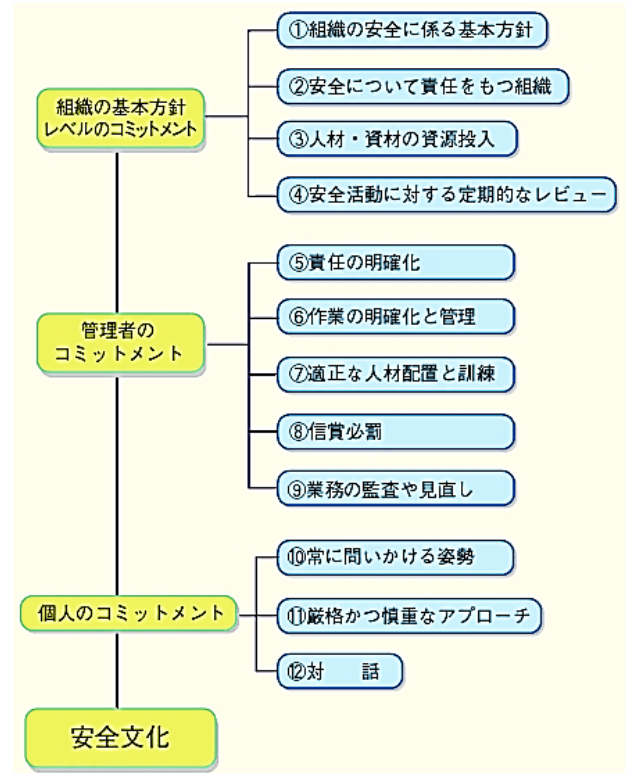 組織の基本方針
レベルのコミットメント
①組織の安全に係る基本方針
②安全について責任をもつ組織
③人材・資材の資源投入
④安全活動に対する定期的なレビュー
管理者の
コミットメント
⑤責任の明確化
⑥作業の明確化と管理
⑦適正な人材配置と訓練
⑧信賞必罰
⑨業務の監査や見直し
個人のコミットメント
⑩常に問いかける姿勢
⑪厳格かつ慎重なアプローチ
⑫対　　話
安全文化